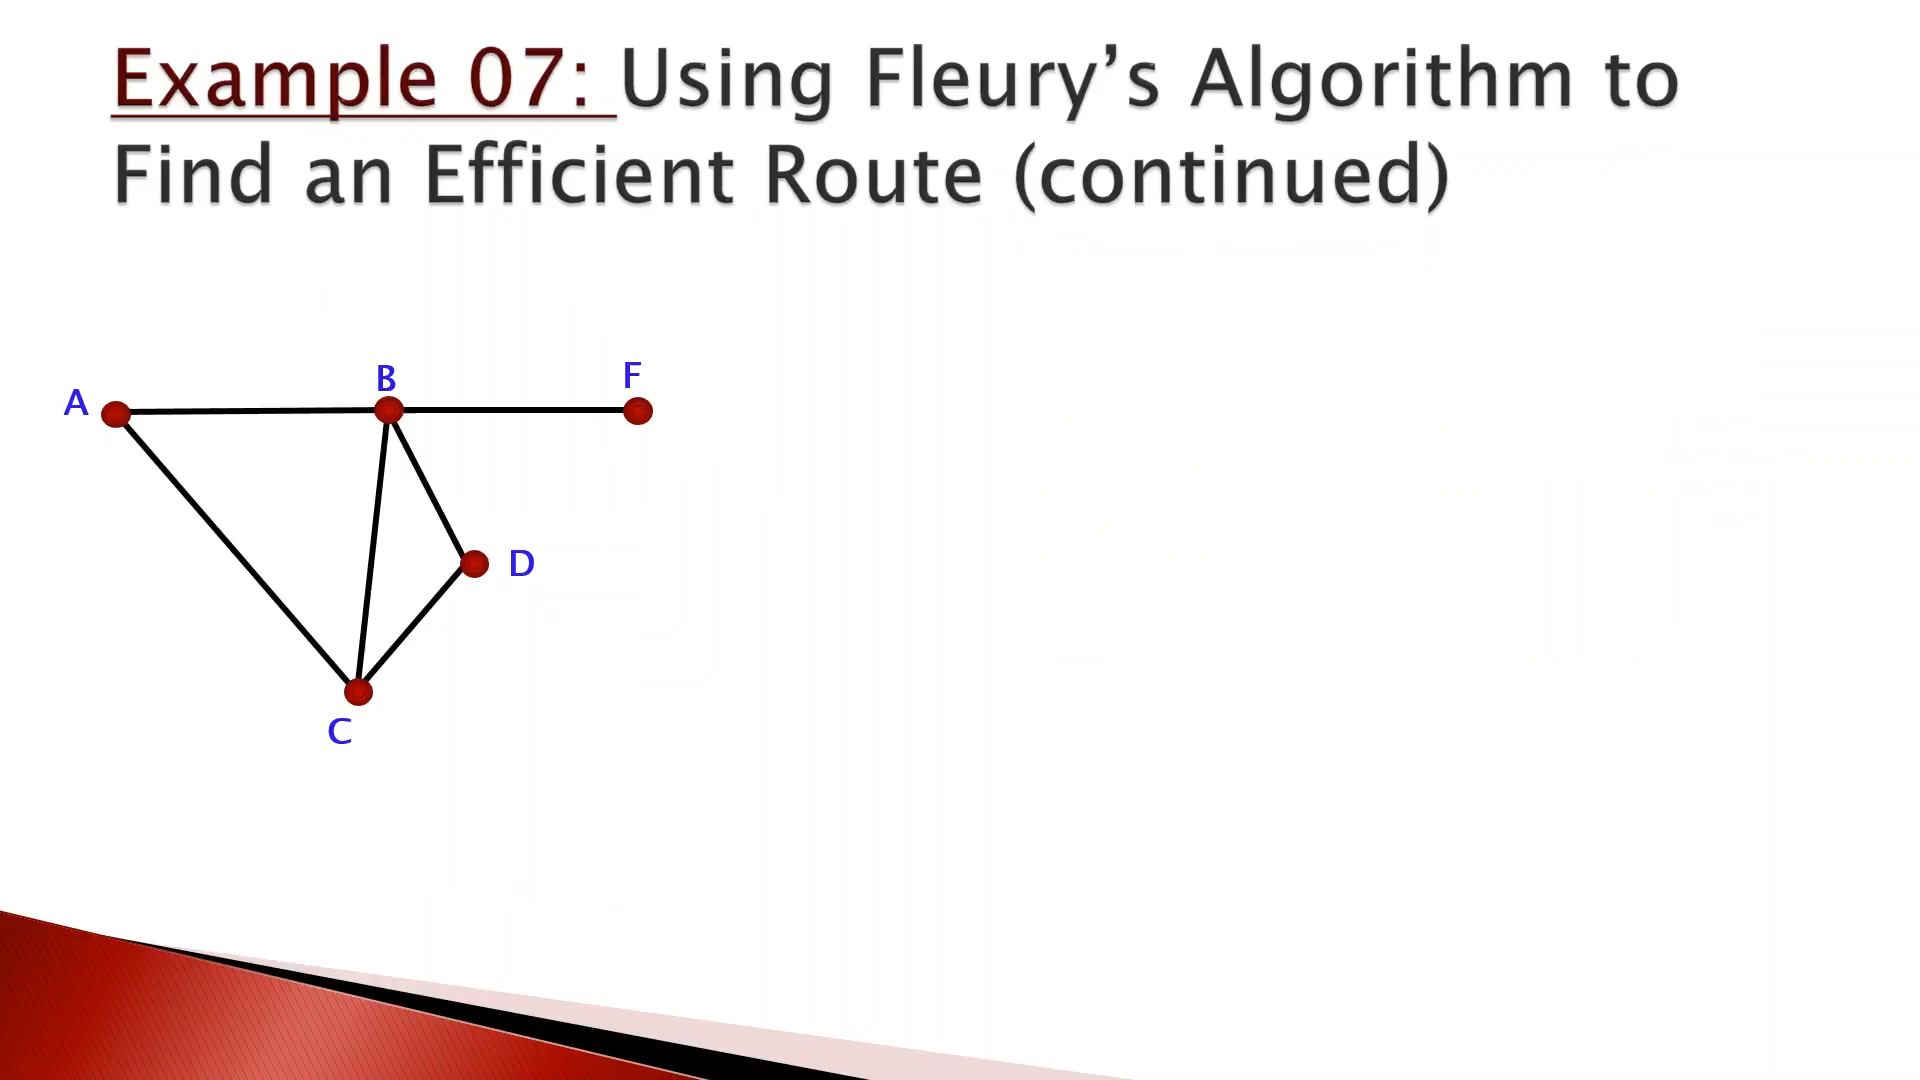 Example 07: Using Fleury’s Algorithm to
Find an Efficient Route (continued)
A
B
F
D
C